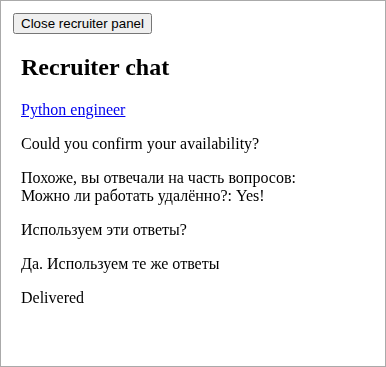 Close recruiter panel
Recruiter chat
Python engineer
Could you confirm your availability?
Похоже, вы отвечали на часть вопросов:
Можно ли работать удалённо?: Yes!
Используем эти ответы?
Да. Используем те же ответы
Delivered